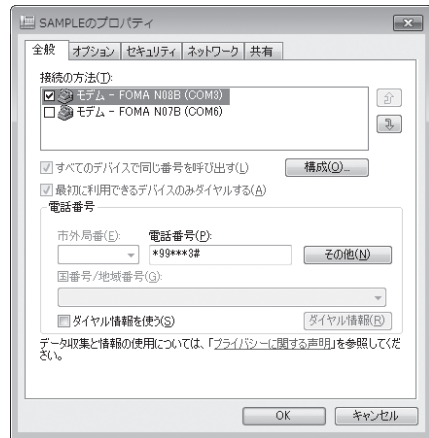 SAMPLEのプロパティ
全般 オプション セキュリティ ネットワーク 共有
接続の方法(T):
モデム - FOMA N08B (COM3)
モデム - FOMA N07B (COM6)
すべてのデバイスで同じ番号を呼び出す(L) 構成(O)...
最初に利用できるデバイスのみダイヤルする(A)
電話番号
市外局番(E): 電話番号(P):
*99***3# その他(N)
国番号/地域番号(G):
ダイヤル情報を使う(S) ダイヤル情報(R)
データ収集と情報の使用については、「プライバシーに関する声明」を参照してくだ
さい。
OK キャンセル